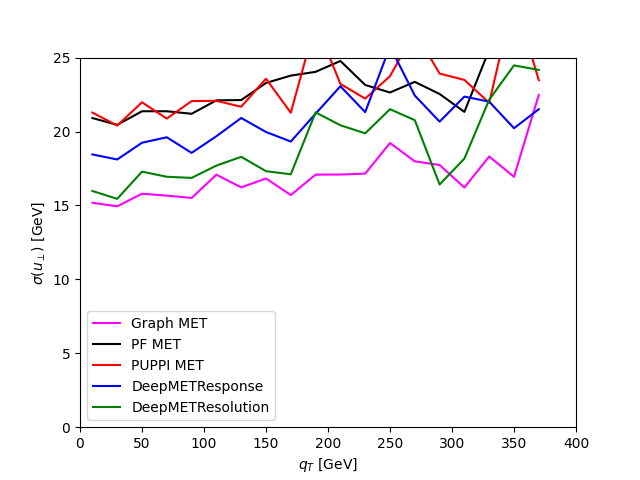 25
20
15
10
5
0
σ(u⊥) [GeV]
Graph MET
PF MET
PUPPI MET
DeepMETResponse
DeepMETResolution
0 50 100 150 200 250 300 350 400
qT [GeV]